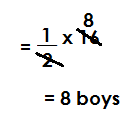 8
= 1/2 x 16
= 8 boys